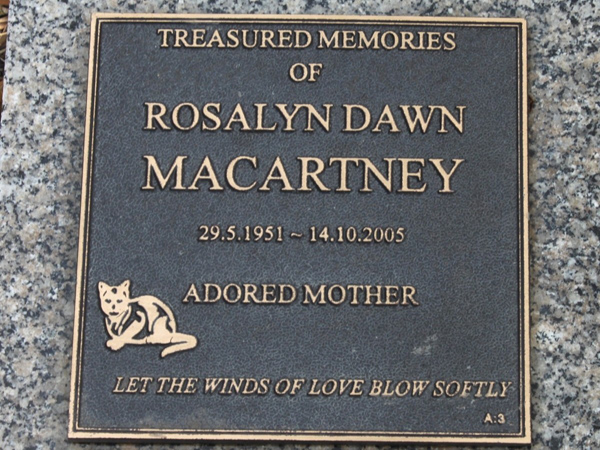 TREASURED MEMORIES
OF
ROSALYN DAWN
MACARTNEY
29.5.1951 ~ 14.10.2005
ADORED MOTHER
LET THE WINDS OF LOVE BLOW SOFTLY
A:3